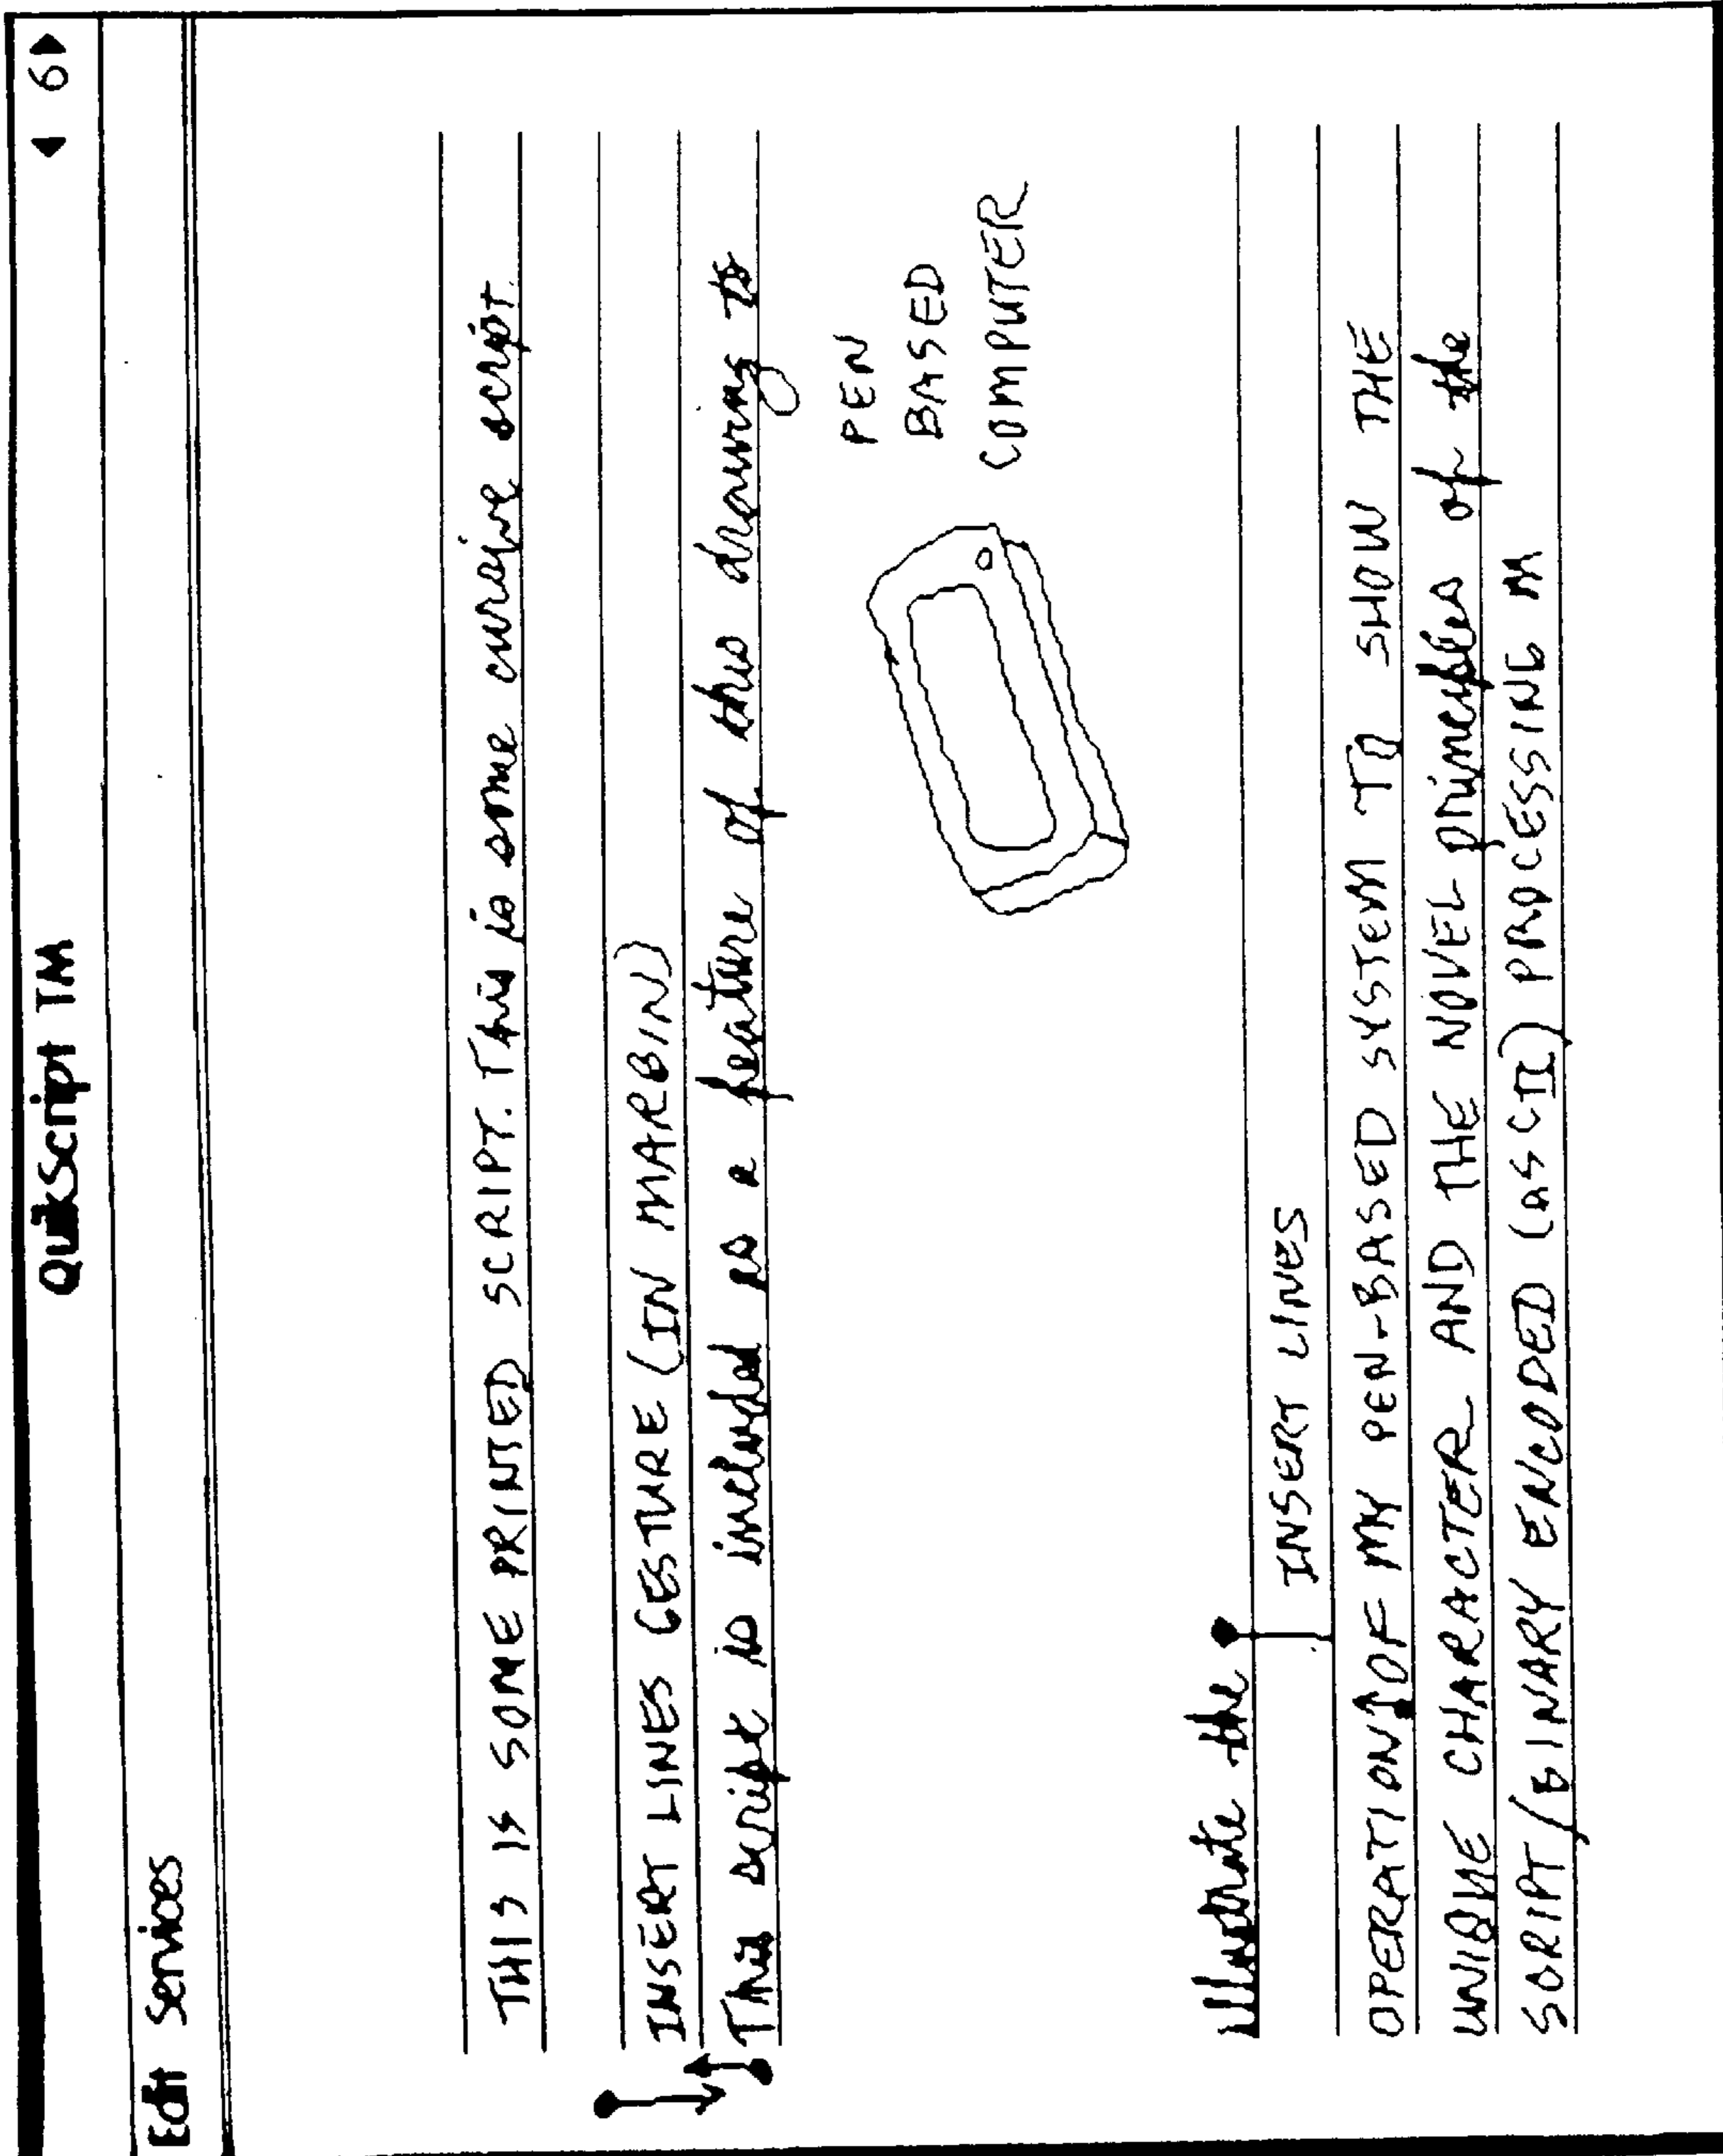 QuikScript TM
◀ 6 ▶
Edit Services
THIS IS SOME PRINTED SCRIPT. This is some cursive script.
INSERT LINES GESTURE (IN MARGIN)
This script is included as a feature of this drawing to
PEN
BASED
COMPUTER
illustrate the
INSERT LINES
OPERATION OF MY PEN-BASED SYSTEM TO SHOW THE
UNIQUE CHARACTER AND THE NOVEL principles of the
SCRIPT/BINARY ENCODED (ASCII) PROCESSING M